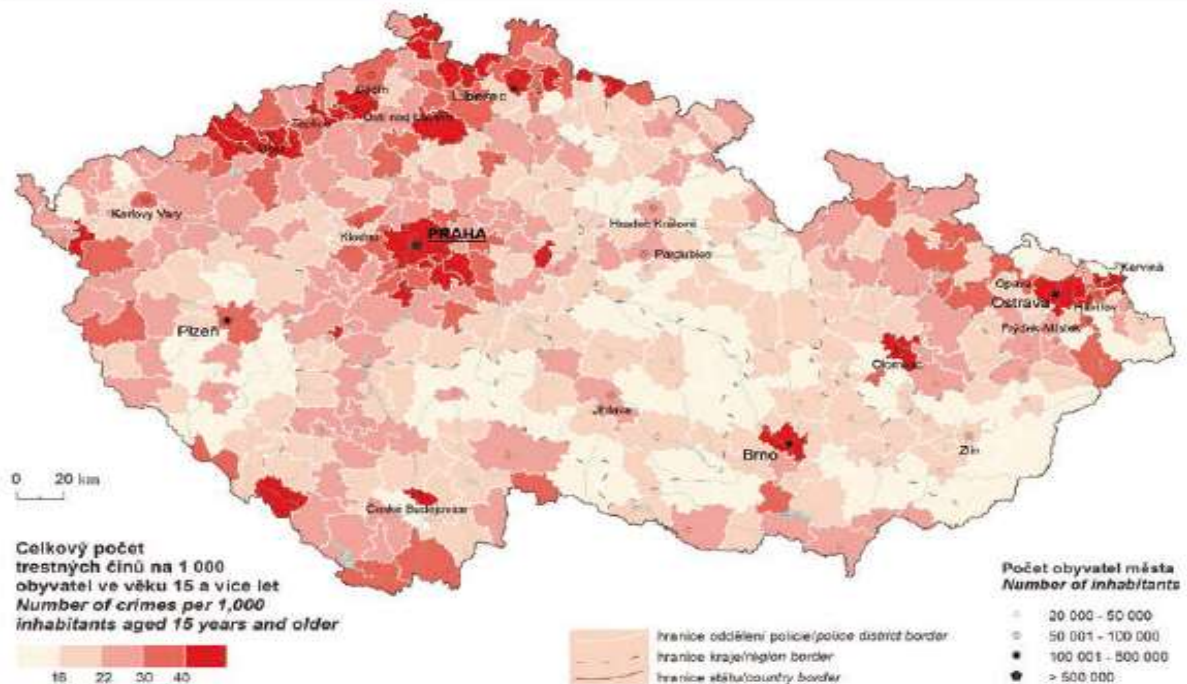 Děčín
Liberec
Teplice
Ústí nad Labem
Most
Karlovy Vary
Kladno
PRAHA
Hradec Králové
Pardubice
Plzeň
Opava
Karviná
Ostrava
Havířov
Frýdek-Místek
Olomouc
Jihlava
Brno
Zlín
České Budějovice
0 20 km
Celkový počet
trestných činů na 1 000
obyvatel ve věku 15 a více let
Number of crimes per 1,000
inhabitants aged 15 years and older
16 22 30 40
hranice oddělení policie/police district border
hranice kraje/region border
hranice státu/country border
Počet obyvatel města
Number of inhabitants
20 000 - 50 000
50 001 - 100 000
100 001 - 500 000
> 500 000